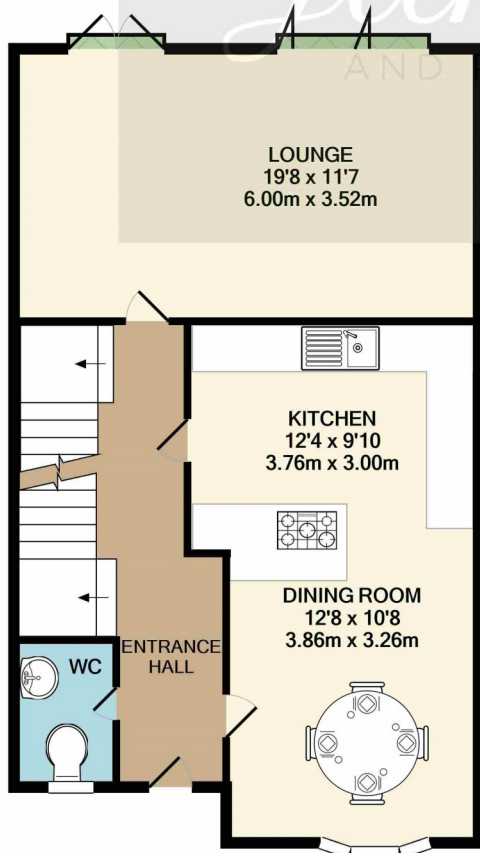 AND
LOUNGE
19'8 x 11'7
6.00m x 3.52m
KITCHEN
12'4 x 9'10
3.76m x 3.00m
DINING ROOM
12'8 x 10'8
3.86m x 3.26m
ENTRANCE
HALL
WC